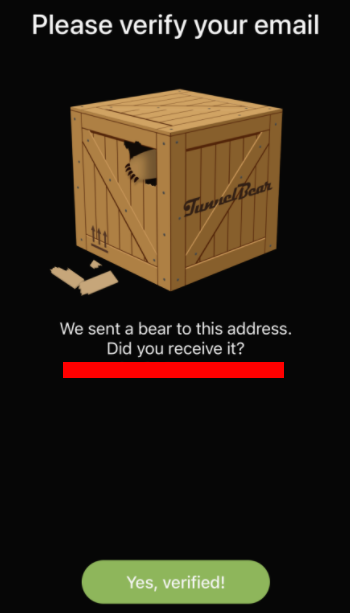 Please verify your email
TunnelBear
We sent a bear to this address.
Did you receive it?
Yes, verified!